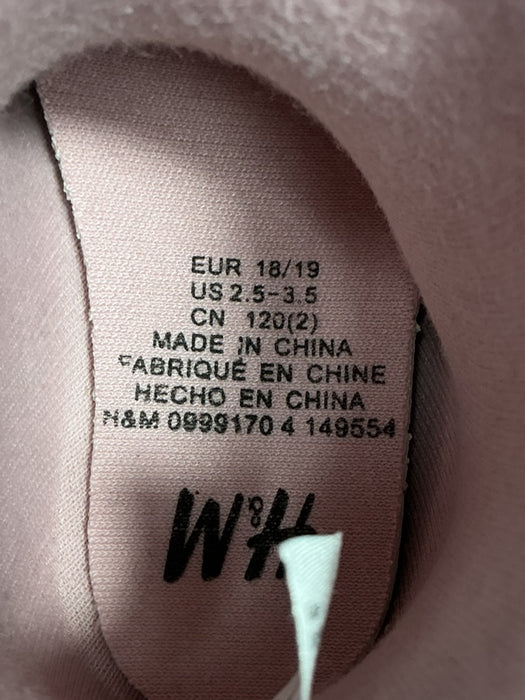 EUR 18/19
US 2.5-3.5
CN 120(2)
MADE IN CHINA
FABRIQUÉ EN CHINE
HECHO EN CHINA
H&M 0999170 4 149554
H&M